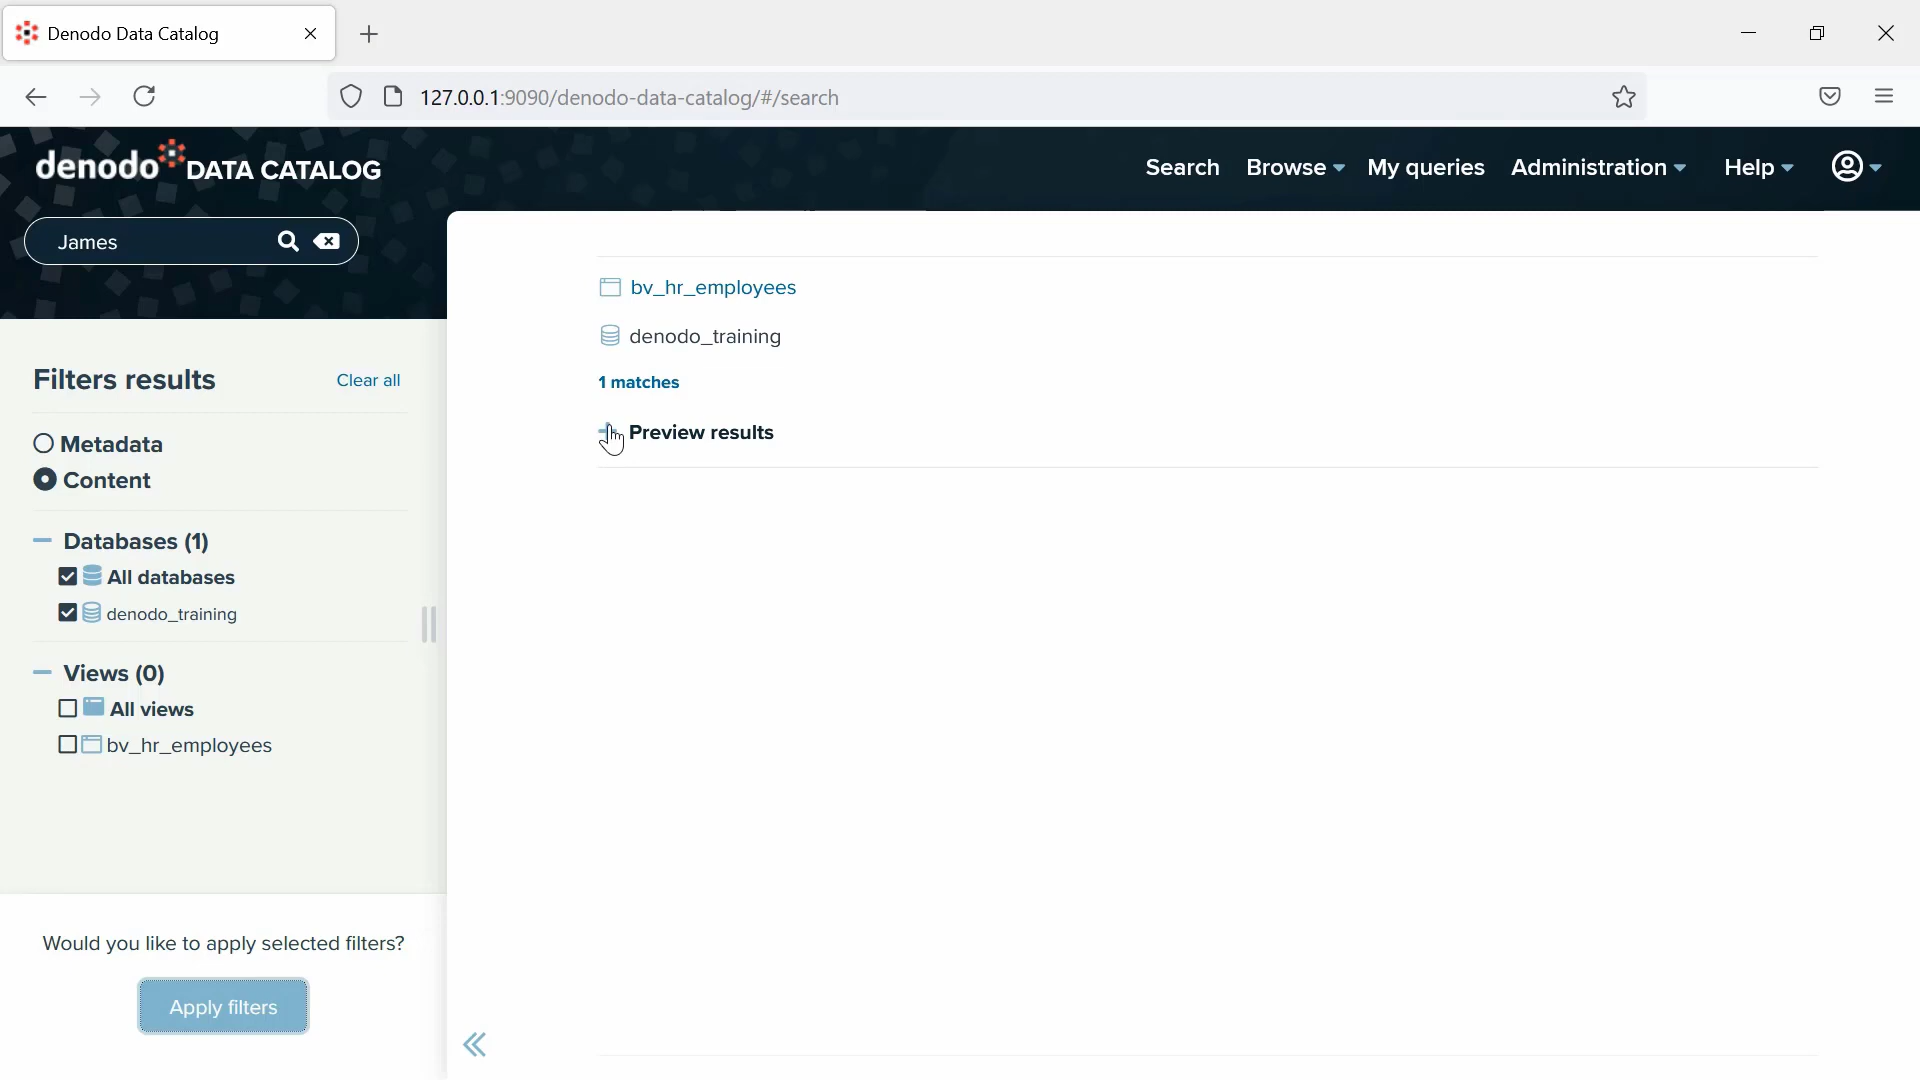 Denodo Data Catalog
127.0.0.1:9090/denodo-data-catalog/#/search
denodo DATA CATALOG
Search Browse My queries Administration Help
James
Filters results Clear all
Metadata
Content
Databases (1)
All databases
denodo_training
Views (0)
All views
bv_hr_employees
Would you like to apply selected filters?
Apply filters
bv_hr_employees
denodo_training
1 matches
Preview results